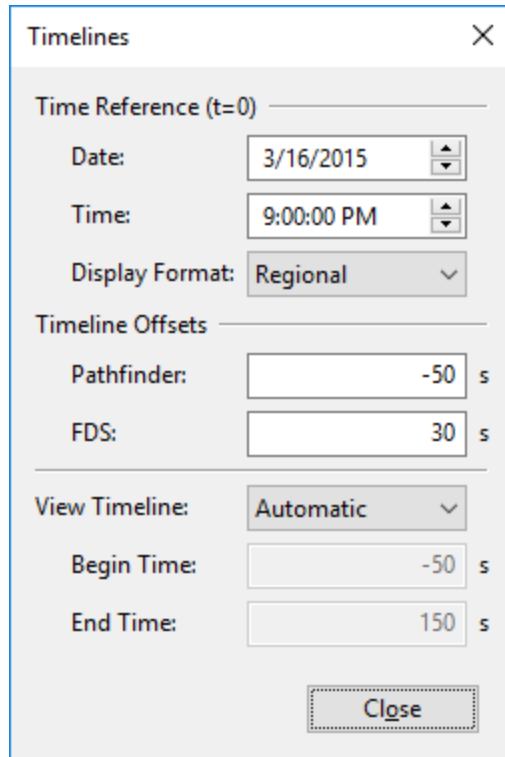 Timelines
Time Reference (t=0)
Date: 3/16/2015
Time: 9:00:00 PM
Display Format: Regional
Timeline Offsets
Pathfinder: -50 s
FDS: 30 s
View Timeline: Automatic
Begin Time: -50 s
End Time: 150 s
Close